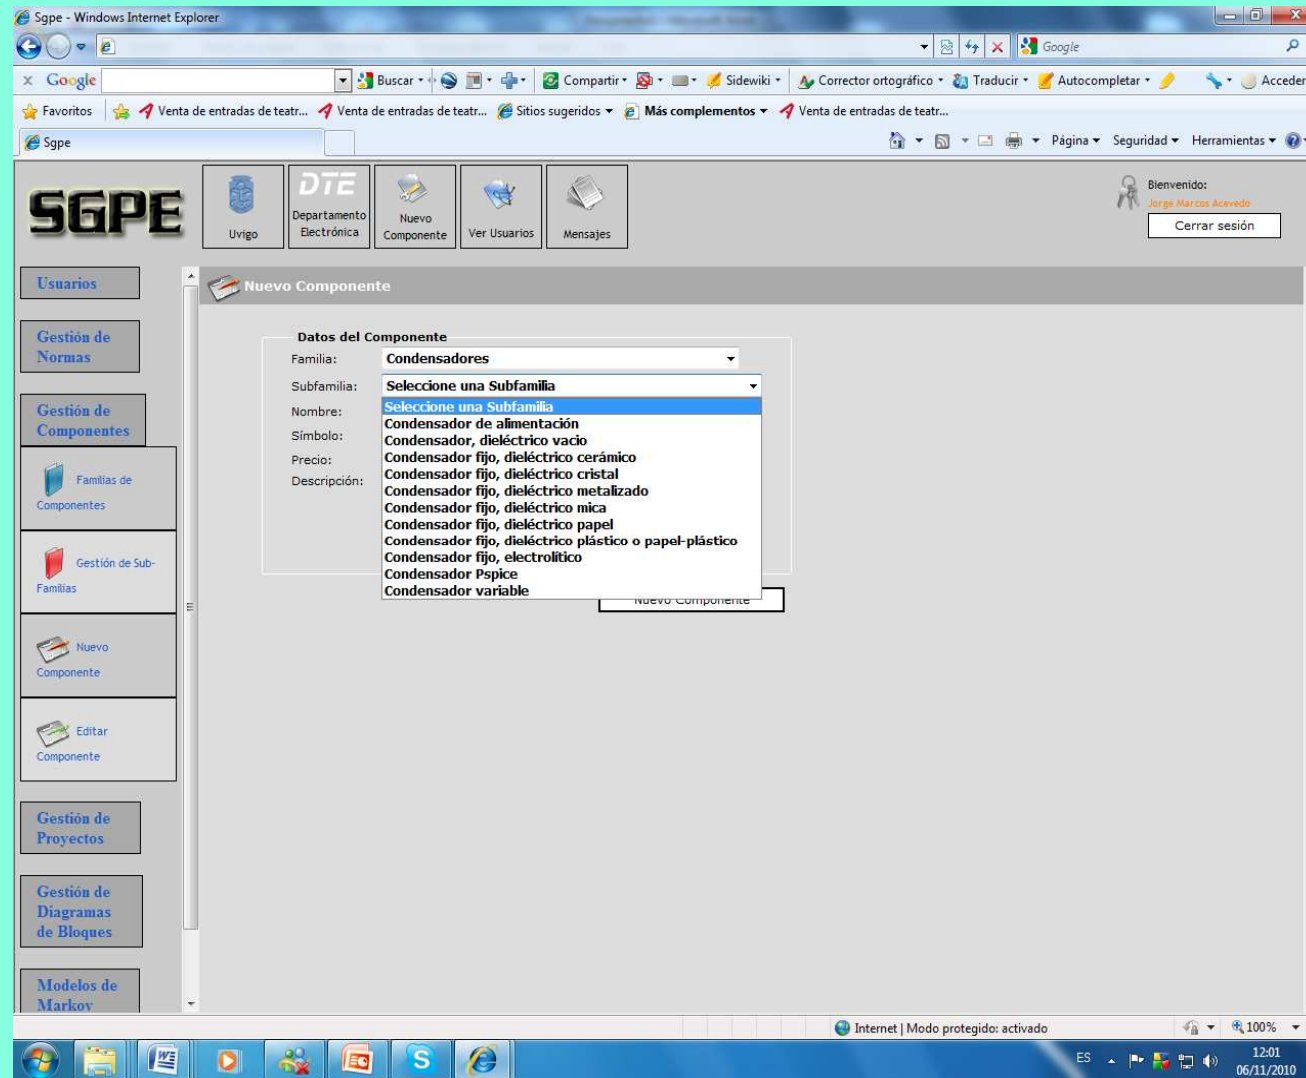 Sgpe - Windows Internet Explorer
Google
x Google Buscar Compartir Sidewiki Corrector ortográfico Traducir Autocompletar Acceder
Favoritos Venta de entradas de teatr... Venta de entradas de teatr... Sitios sugeridos Más complementos Venta de entradas de teatr...
Sgpe Página Seguridad Herramientas
SGPE
Uvigo
DTE
Departamento
Electrónica
Nuevo
Componente
Ver Usuarios
Mensajes
Bienvenido:
Jorge Marcos Acevedo
Cerrar sesión
Usuarios
Gestión de
Normas
Gestión de
Componentes
Familias de
Componentes
Gestión de Sub-
Familias
Nuevo
Componente
Editar
Componente
Gestión de
Proyectos
Gestión de
Diagramas
de Bloques
Modelos de
Markov
Nuevo Componente
Datos del Componente
Familia: Condensadores
Subfamilia: Seleccione una Subfamilia
Nombre:
Símbolo:
Precio:
Descripción:
Seleccione una Subfamilia
Condensador de alimentación
Condensador, dieléctrico vacio
Condensador fijo, dieléctrico cerámico
Condensador fijo, dieléctrico cristal
Condensador fijo, dieléctrico metalizado
Condensador fijo, dieléctrico mica
Condensador fijo, dieléctrico papel
Condensador fijo, dieléctrico plástico o papel-plástico
Condensador fijo, electrolítico
Condensador Pspice
Condensador variable
Nuevo Componente
Internet | Modo protegido: activado 100%
ES 12:01
06/11/2010